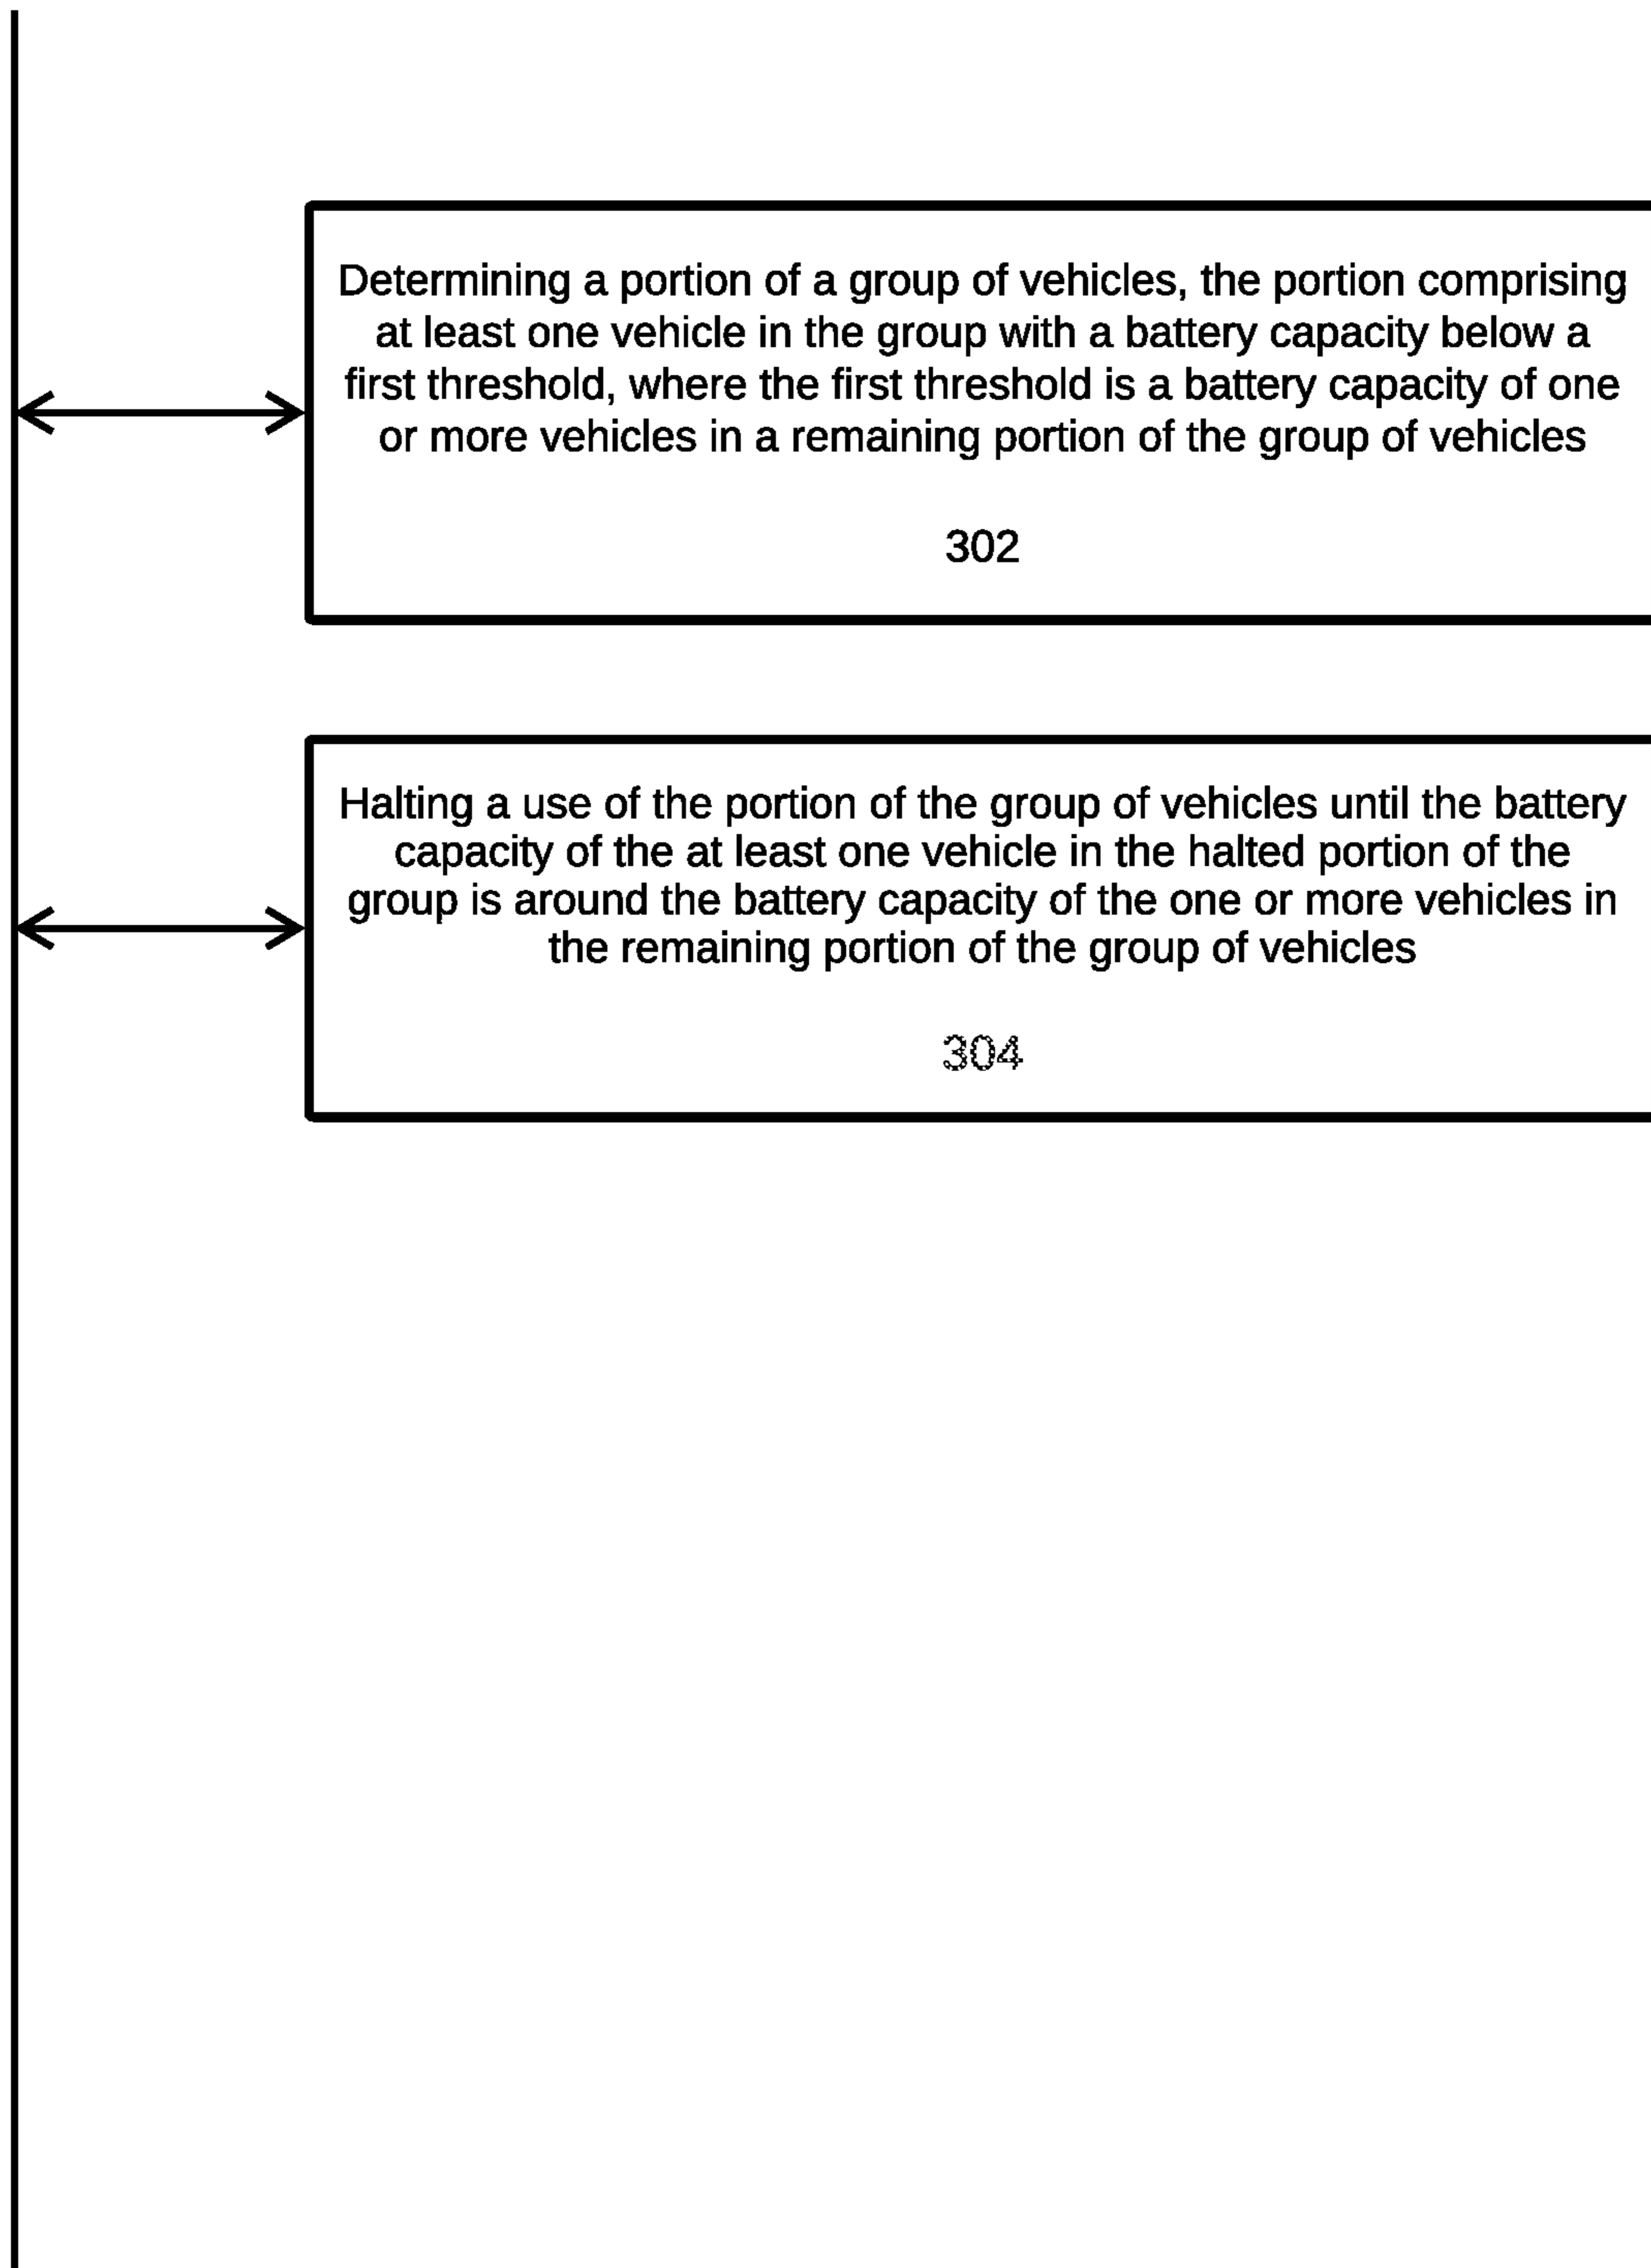 Determining a portion of a group of vehicles, the portion comprising
at least one vehicle in the group with a battery capacity below a
first threshold, where the first threshold is a battery capacity of one
or more vehicles in a remaining portion of the group of vehicles
302
Halting a use of the portion of the group of vehicles until the battery
capacity of the at least one vehicle in the halted portion of the
group is around the battery capacity of the one or more vehicles in
the remaining portion of the group of vehicles
304